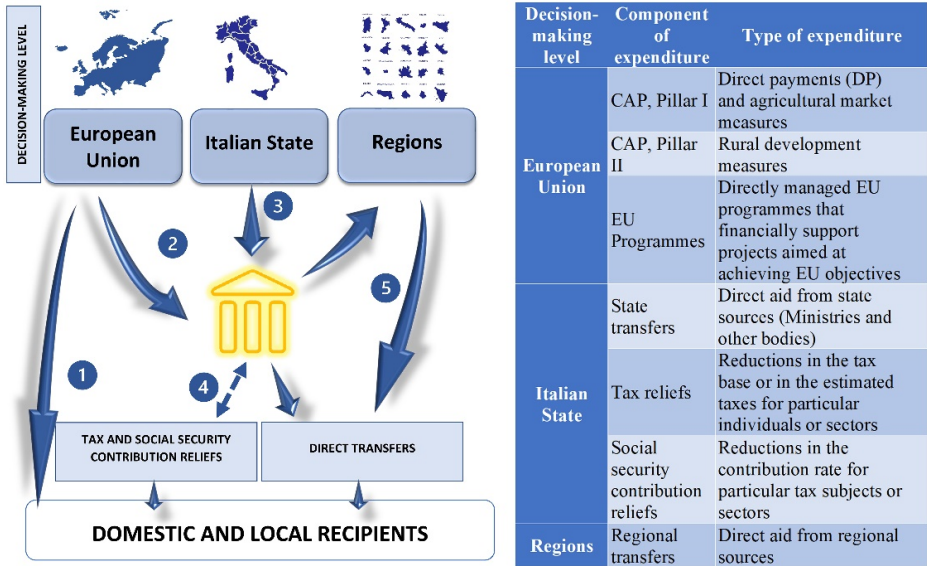 DECISION-MAKING LEVEL
European
Union
Italian State
Regions
3
2
5
1
4
TAX AND SOCIAL SECURITY
CONTRIBUTION RELIEFS
DIRECT TRANSFERS
DOMESTIC AND LOCAL RECIPIENTS
Decision-
making
level
Component
of
expenditure
Type of expenditure
European
Union
CAP, Pillar I
Direct payments (DP)
and agricultural market
measures
CAP, Pillar
II
Rural development
measures
EU
Programmes
Directly managed EU
programmes that
financially support
projects aimed at
achieving EU objectives
Italian
State
State
transfers
Direct aid from state
sources (Ministries and
other bodies)
Tax reliefs
Reductions in the tax
base or in the estimated
taxes for particular
individuals or sectors
Social
security
contribution
reliefs
Reductions in the
contribution rate for
particular tax subjects or
sectors
Regions
Regional
transfers
Direct aid from regional
sources